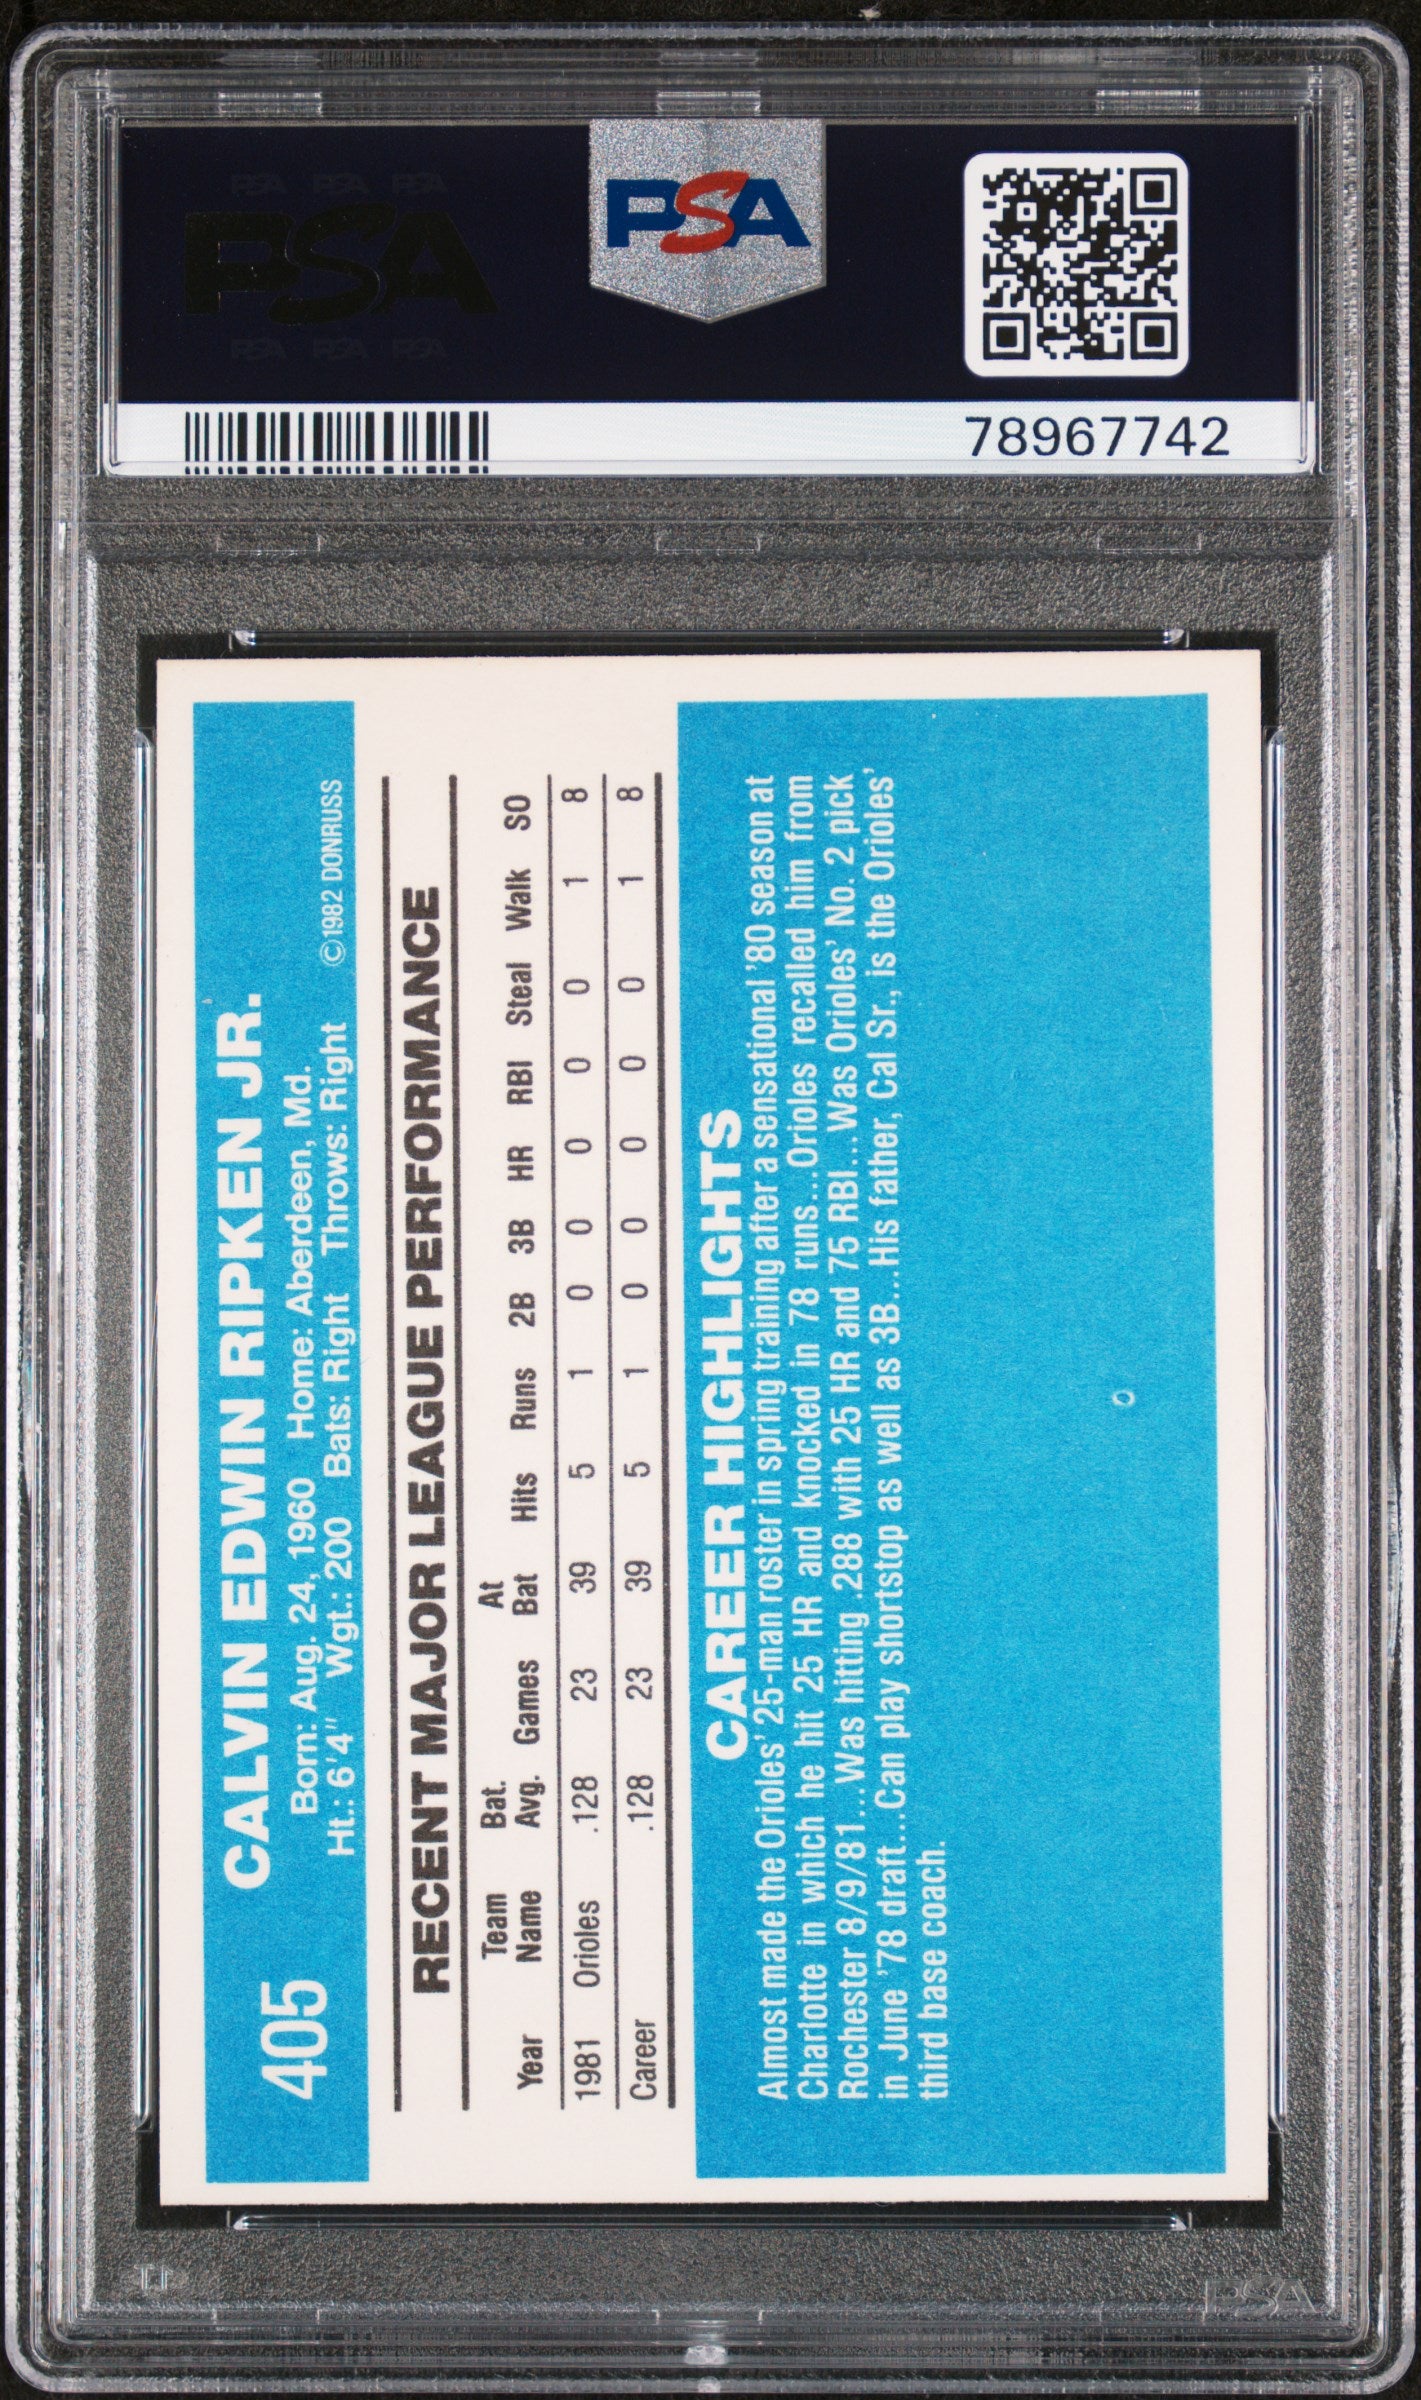 PSA PSA PSA
PSA
PSA PSA PSA
PSA
78967742
405 CALVIN EDWIN RIPKEN JR.
Born: Aug. 24, 1960 Home: Aberdeen, Md.
Ht.: 6'4" Wgt.: 200 Bats: Right Throws: Right ©1982 DONRUSS
RECENT MAJOR LEAGUE PERFORMANCE
Team Bat. At
Year Name Avg. Games Bat Hits Runs 2B 3B HR RBI Steal Walk SO
1981 Orioles .128 23 39 5 1 0 0 0 0 0 1 8
Career .128 23 39 5 1 0 0 0 0 0 1 8
CAREER HIGHLIGHTS
Almost made the Orioles' 25-man roster in spring training after a sensational '80 season at
Charlotte in which he hit 25 HR and knocked in 78 runs...Orioles recalled him from
Rochester 8/9/81...Was hitting .288 with 25 HR and 75 RBI...Was Orioles' No. 2 pick
in June '78 draft...Can play shortstop as well as 3B...His father, Cal Sr., is the Orioles'
third base coach.
PSA